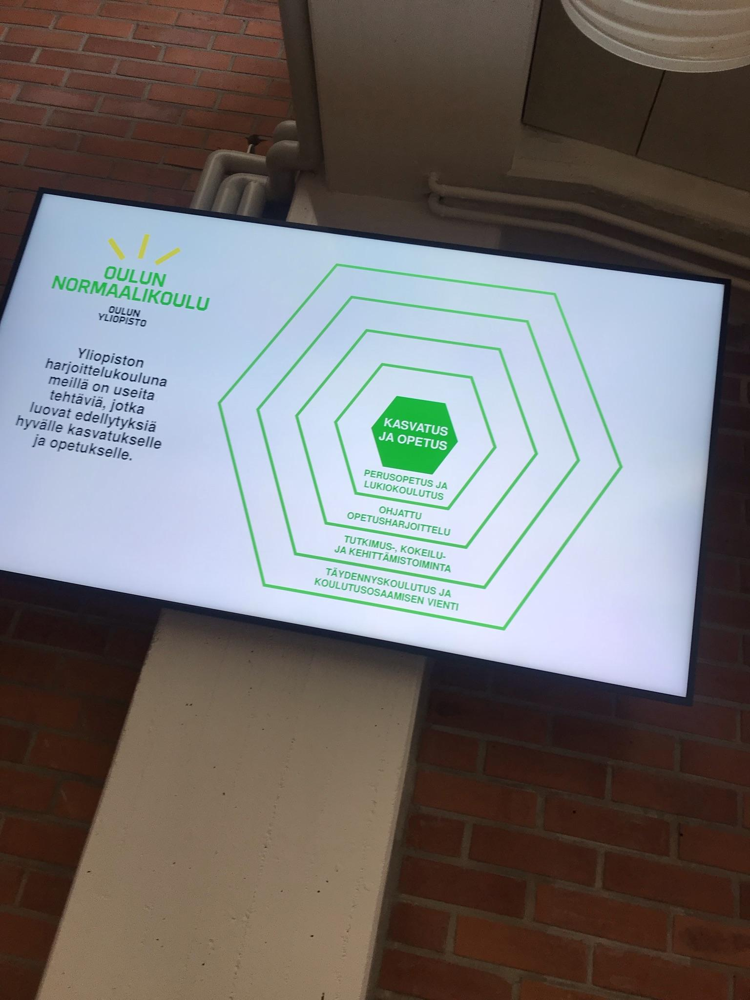 OULUN
NORMAALIKOULU
OULUN
YLIOPISTO
Yliopiston
harjoittelukouluna
meillä on useita
tehtäviä, jotka
luovat edellytyksiä
hyvälle kasvatukselle
ja opetukselle.
KASVATUS
JA OPETUS
PERUSOPETUS JA
LUKIOKOULUTUS
OHJATTU
OPETUSHARJOITTELU
TUTKIMUS-, KOKEILU-
JA KEHITTÄMISTOIMINTA
TÄYDENNYSKOULUTUS JA
KOULUTUSOSAAMISEN VIENTI